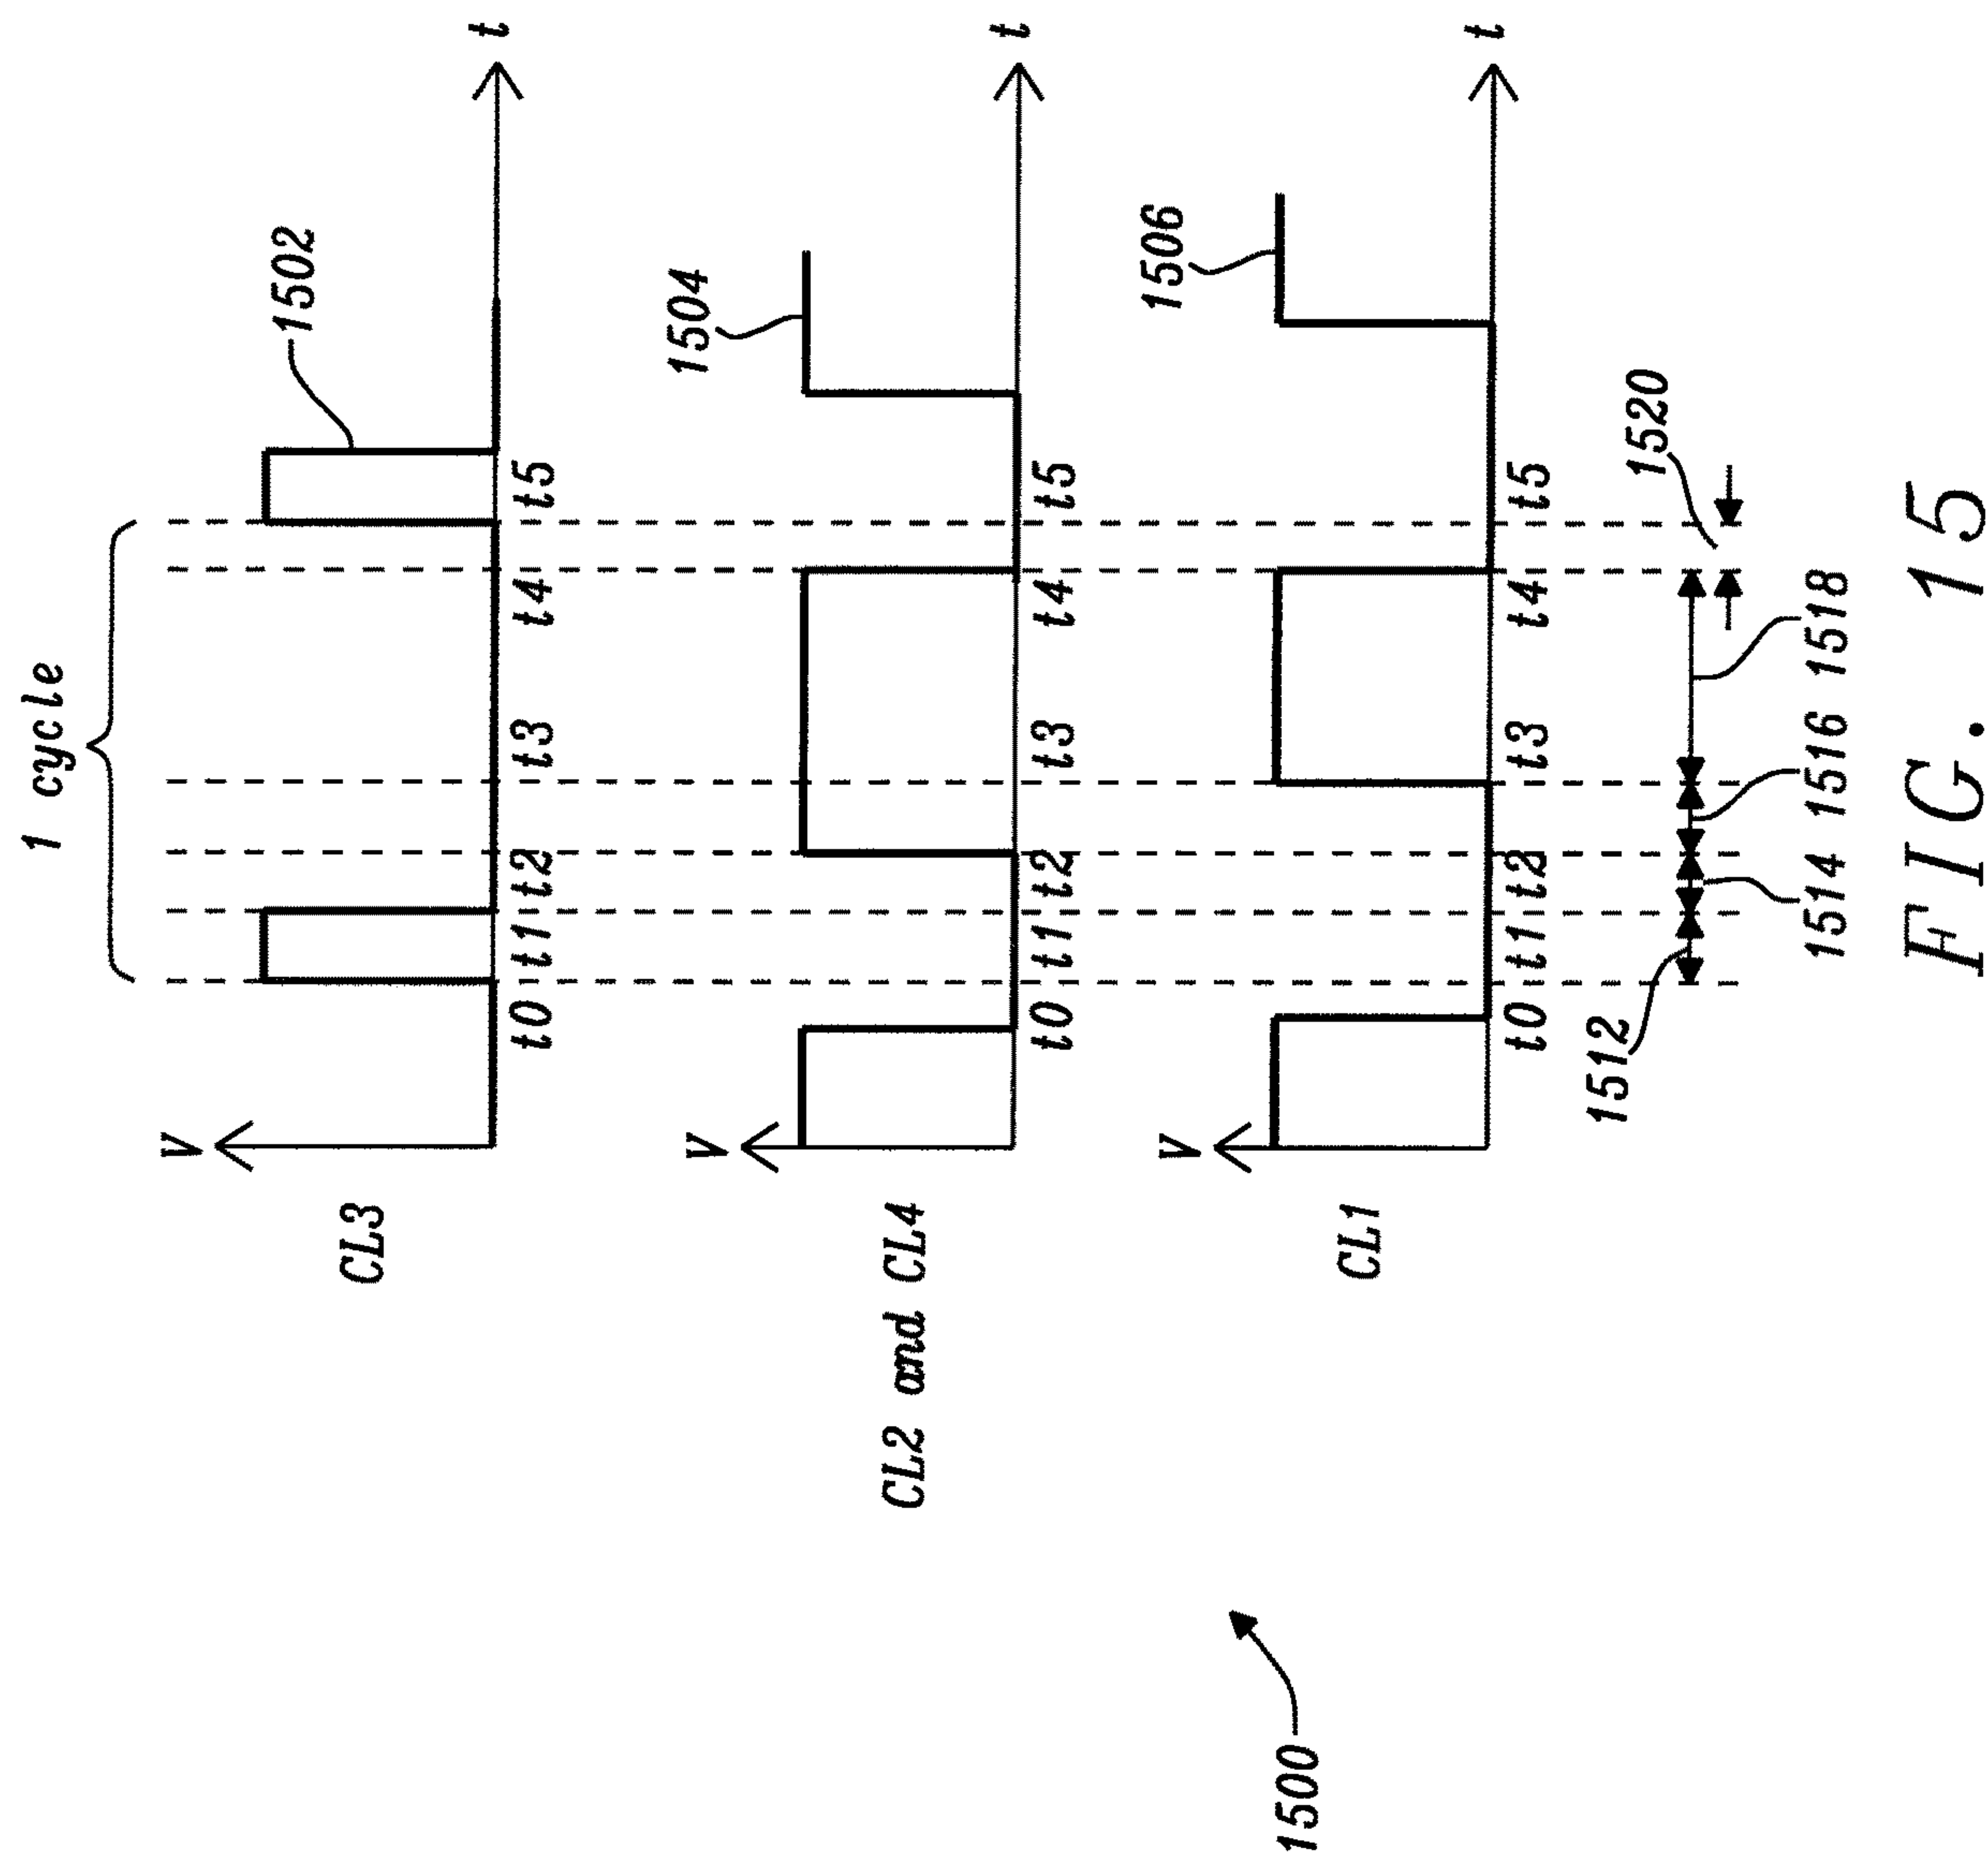 1 cycle
1502
V
t
CL3
t0 t1 t2 t3 t4 t5
1504
V
t
CL2 and CL4
t0 t1 t2 t3 t4 t5
1506
V
t
CL1
t0 t1 t2 t3 t4 t5
1500
1512
1520
1514 1516 1518
FIG. 15